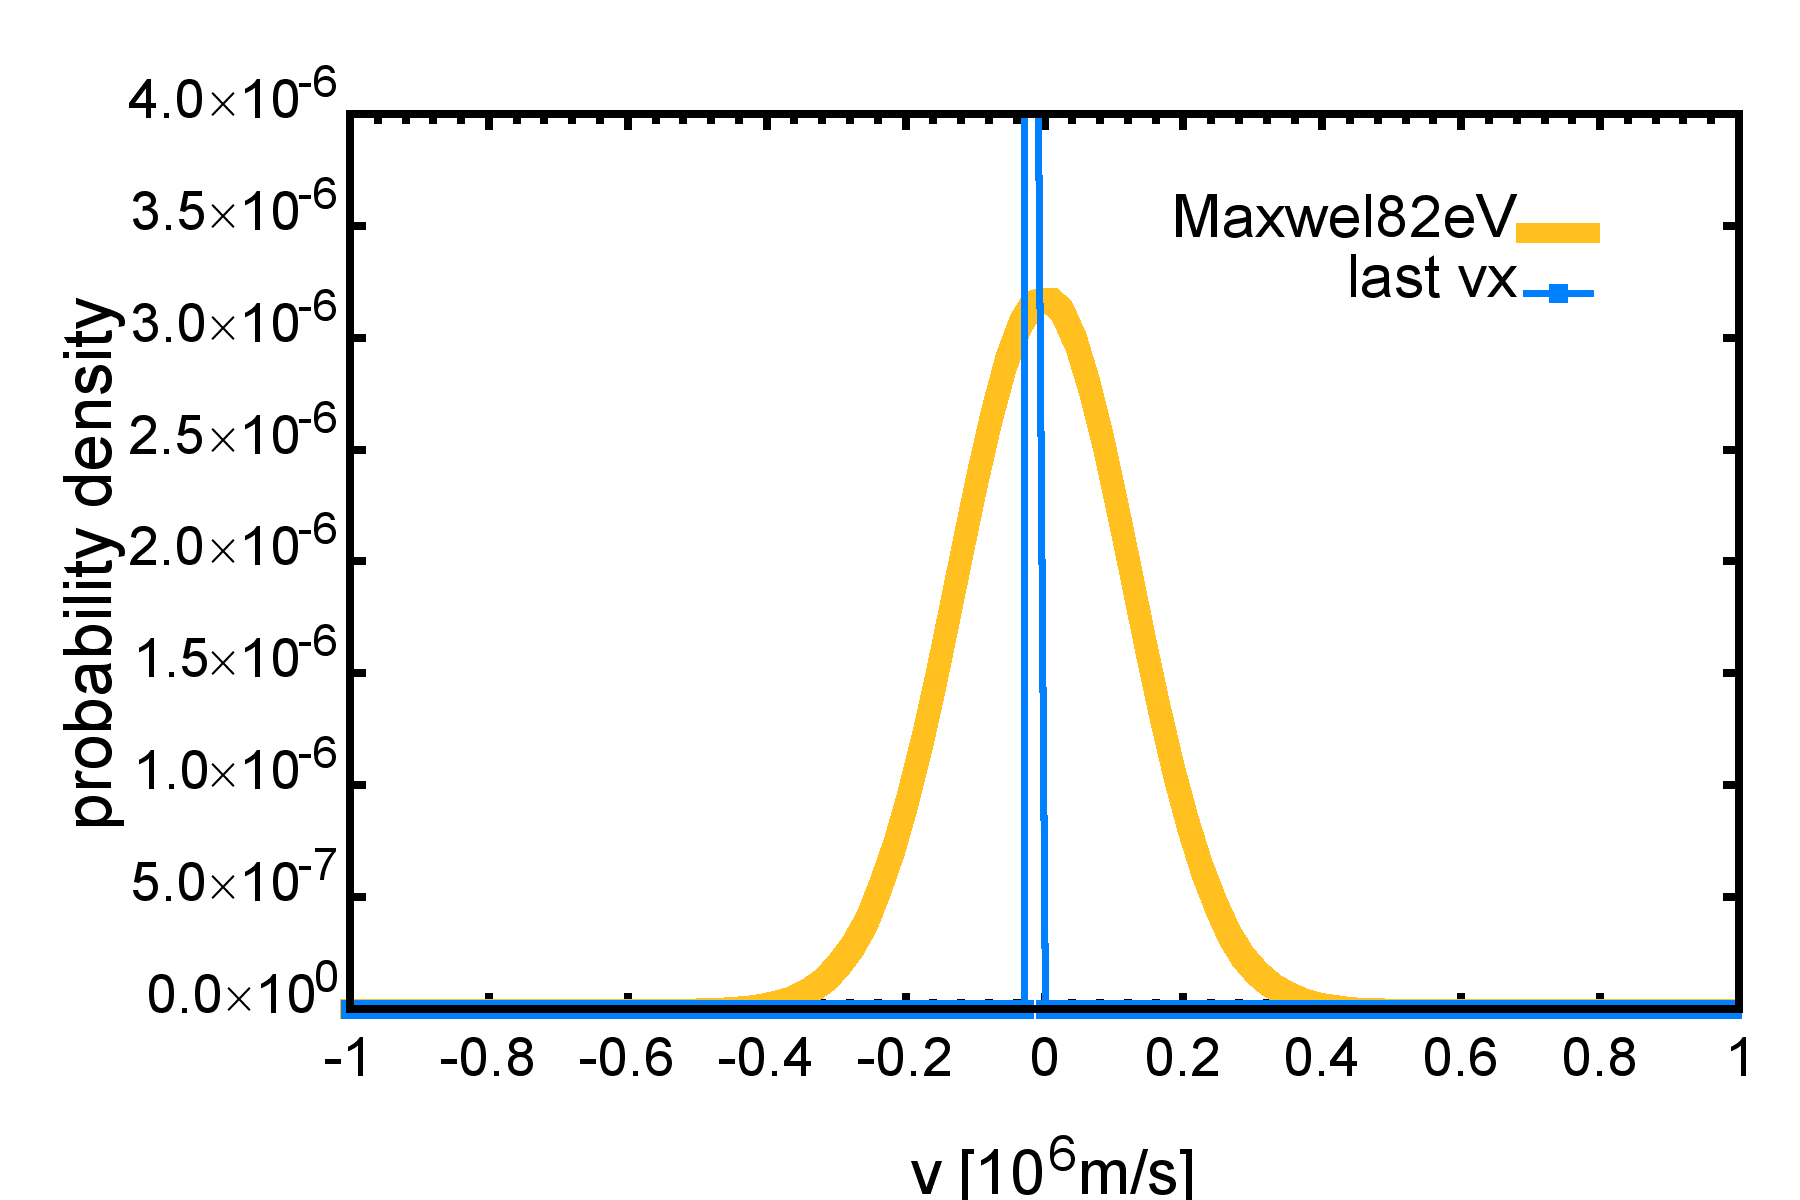 4.0×10⁻⁶
3.5×10⁻⁶
3.0×10⁻⁶
2.5×10⁻⁶
2.0×10⁻⁶
1.5×10⁻⁶
1.0×10⁻⁶
5.0×10⁻⁷
0.0×10⁰
probability density
Maxwel82eV
last vx
-1 -0.8 -0.6 -0.4 -0.2 0 0.2 0.4 0.6 0.8 1
v [10⁶m/s]